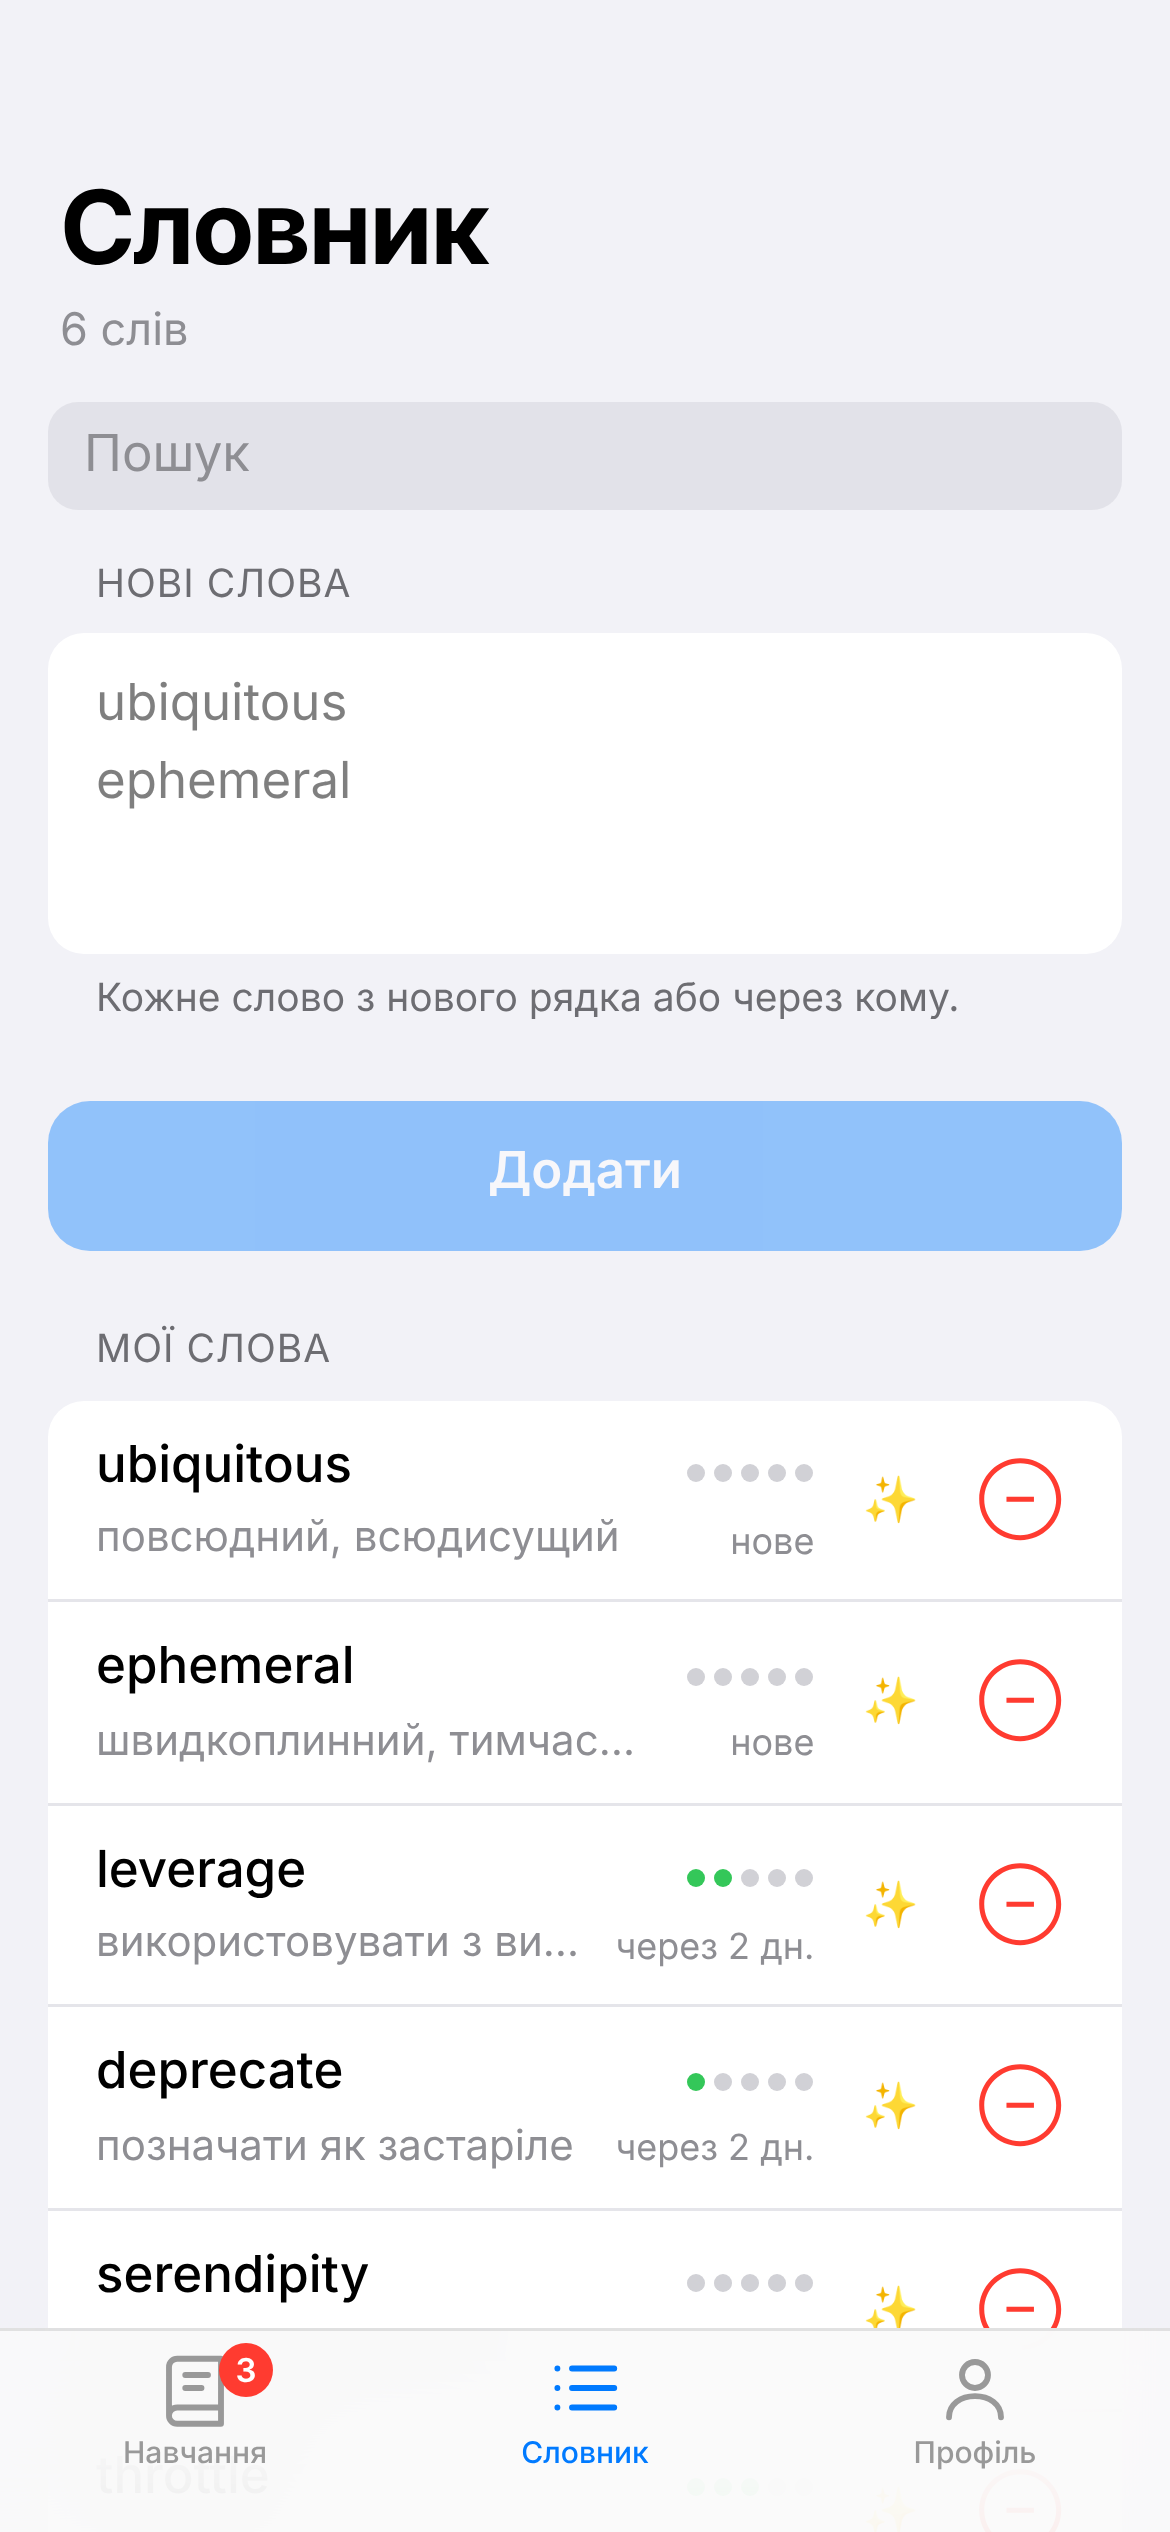 Словник
6 слів
Пошук
НОВІ СЛОВА
ubiquitous
ephemeral
Кожне слово з нового рядка або через кому.
Додати
МОЇ СЛОВА
ubiquitous
повсюдний, всюдисущий
нове
ephemeral
швидкоплинний, тимчас...
нове
leverage
використовувати з ви...
через 2 дн.
deprecate
позначати як застаріле
через 2 дн.
serendipity
3
Навчання
Словник
Профіль
throttle